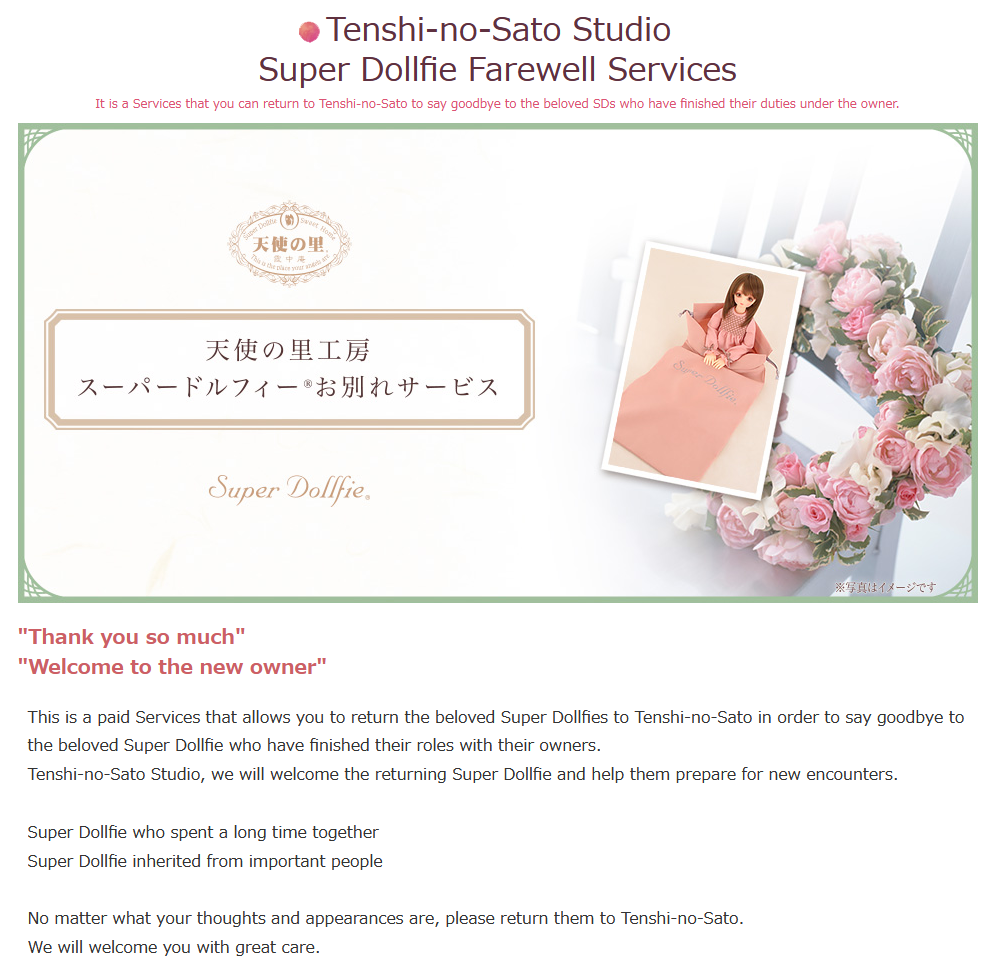 Tenshi-no-Sato Studio
Super Dollfie Farewell Services
It is a Services that you can return to Tenshi-no-Sato to say goodbye to the beloved SDs who have finished their duties under the owner.
Super Dollfie Sweet Home
天使の里
霞中庵
This is the place your angels are
天使の里工房
スーパードルフィー®お別れサービス
Super Dollfie®
Super Dollfie®
※写真はイメージです
"Thank you so much"
"Welcome to the new owner"
This is a paid Services that allows you to return the beloved Super Dollfies to Tenshi-no-Sato in order to say goodbye to
the beloved Super Dollfie who have finished their roles with their owners.
Tenshi-no-Sato Studio, we will welcome the returning Super Dollfie and help them prepare for new encounters.
Super Dollfie who spent a long time together
Super Dollfie inherited from important people
No matter what your thoughts and appearances are, please return them to Tenshi-no-Sato.
We will welcome you with great care.